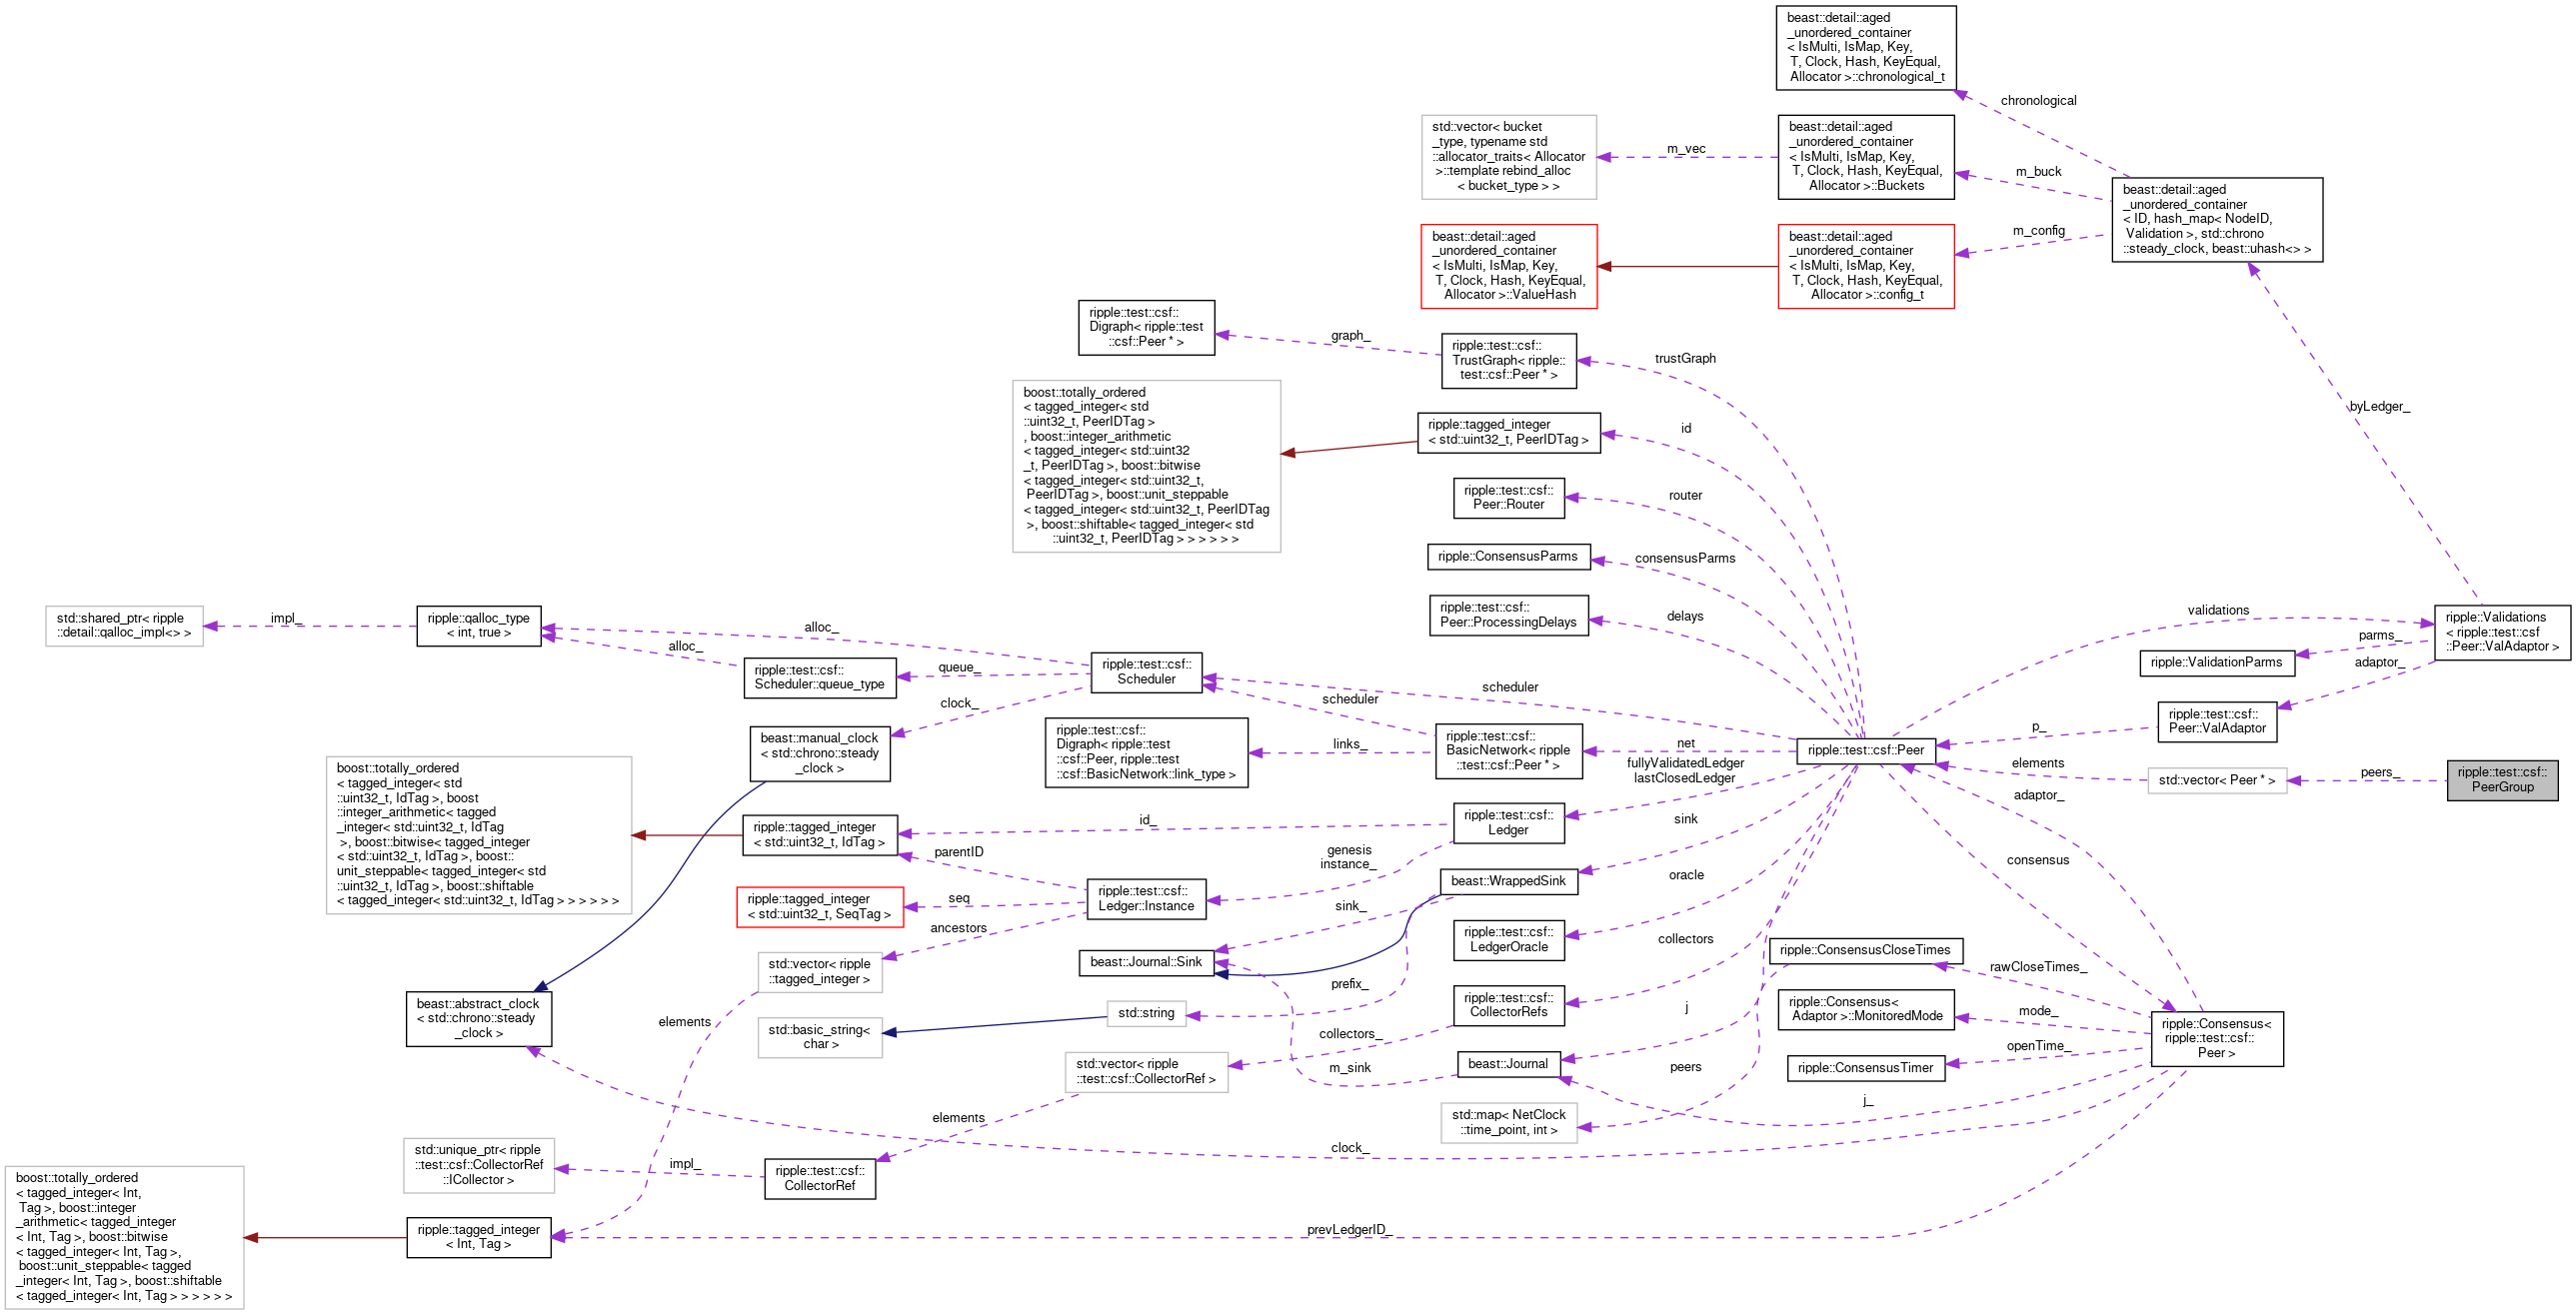 beast::detail::aged
_unordered_container
< IsMulti, IsMap, Key,
T, Clock, Hash, KeyEqual,
Allocator >::chronological_t
chronological
std::vector< bucket
_type, typename std
::allocator_traits< Allocator
>::template rebind_alloc
< bucket_type > >
m_vec
beast::detail::aged
_unordered_container
< IsMulti, IsMap, Key,
T, Clock, Hash, KeyEqual,
Allocator >::Buckets
m_buck
beast::detail::aged
_unordered_container
< ID, hash_map< NodeID,
Validation >, std::chrono
::steady_clock, beast::uhash<> >
beast::detail::aged
_unordered_container
< IsMulti, IsMap, Key,
T, Clock, Hash, KeyEqual,
Allocator >::ValueHash
beast::detail::aged
_unordered_container
< IsMulti, IsMap, Key,
T, Clock, Hash, KeyEqual,
Allocator >::config_t
m_config
ripple::test::csf::
Digraph< ripple::test
::csf::Peer * >
graph_
ripple::test::csf::
TrustGraph< ripple::
test::csf::Peer * >
trustGraph
byLedger_
boost::totally_ordered
< tagged_integer< std
::uint32_t, PeerIDTag >
, boost::integer_arithmetic
< tagged_integer< std::uint32
_t, PeerIDTag >, boost::bitwise
< tagged_integer< std::uint32_t,
PeerIDTag >, boost::unit_steppable
< tagged_integer< std::uint32_t, PeerIDTag
>, boost::shiftable< tagged_integer< std
::uint32_t, PeerIDTag > > > > > >
ripple::tagged_integer
< std::uint32_t, PeerIDTag >
id
ripple::test::csf::
Peer::Router
router
ripple::ConsensusParms
consensusParms
ripple::test::csf::
Peer::ProcessingDelays
delays
std::shared_ptr< ripple
::detail::qalloc_impl<> >
impl_
ripple::qalloc_type
< int, true >
alloc_
alloc_
ripple::test::csf::
Scheduler::queue_type
queue_
ripple::test::csf::
Scheduler
clock_
scheduler
scheduler
validations
ripple::Validations
< ripple::test::csf
::Peer::ValAdaptor >
parms_
ripple::ValidationParms
adaptor_
ripple::test::csf::
Peer::ValAdaptor
p_
beast::manual_clock
< std::chrono::steady
_clock >
ripple::test::csf::
Digraph< ripple::test
::csf::Peer, ripple::test
::csf::BasicNetwork::link_type >
links_
ripple::test::csf::
BasicNetwork< ripple
::test::csf::Peer * >
net
ripple::test::csf::Peer
elements
std::vector< Peer * >
peers_
ripple::test::csf::
PeerGroup
boost::totally_ordered
< tagged_integer< std
::uint32_t, IdTag >, boost
::integer_arithmetic< tagged
_integer< std::uint32_t, IdTag
>, boost::bitwise< tagged_integer
< std::uint32_t, IdTag >, boost::
unit_steppable< tagged_integer< std
::uint32_t, IdTag >, boost::shiftable
< tagged_integer< std::uint32_t, IdTag > > > > > >
ripple::tagged_integer
< std::uint32_t, IdTag >
id_
parentID
ripple::test::csf::
Ledger
fullyValidatedLedger
lastClosedLedger
genesis
instance_
ripple::tagged_integer
< std::uint32_t, SeqTag >
seq
ripple::test::csf::
Ledger::Instance
ancestors
std::vector< ripple
::tagged_integer >
elements
beast::WrappedSink
sink
sink_
beast::Journal::Sink
prefix_
std::string
std::basic_string<
char >
beast::abstract_clock
< std::chrono::steady
_clock >
ripple::test::csf::
LedgerOracle
oracle
ripple::test::csf::
CollectorRefs
collectors
collectors_
std::vector< ripple
::test::csf::CollectorRef >
elements
beast::Journal
j
m_sink
peers
std::map< NetClock
::time_point, int >
adaptor_
consensus
ripple::ConsensusCloseTimes
rawCloseTimes_
ripple::Consensus<
Adaptor >::MonitoredMode
mode_
ripple::ConsensusTimer
openTime_
ripple::Consensus<
ripple::test::csf::
Peer >
j_
clock_
prevLedgerID_
std::unique_ptr< ripple
::test::csf::CollectorRef
::ICollector >
impl_
ripple::test::csf::
CollectorRef
boost::totally_ordered
< tagged_integer< Int,
Tag >, boost::integer
_arithmetic< tagged_integer
< Int, Tag >, boost::bitwise
< tagged_integer< Int, Tag >,
boost::unit_steppable< tagged
_integer< Int, Tag >, boost::shiftable
< tagged_integer< Int, Tag > > > > > >
ripple::tagged_integer
< Int, Tag >